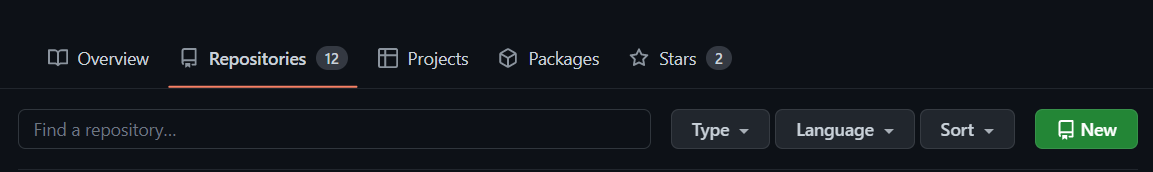 Overview Repositories 12 Projects Packages Stars 2
Find a repository... Type Language Sort New